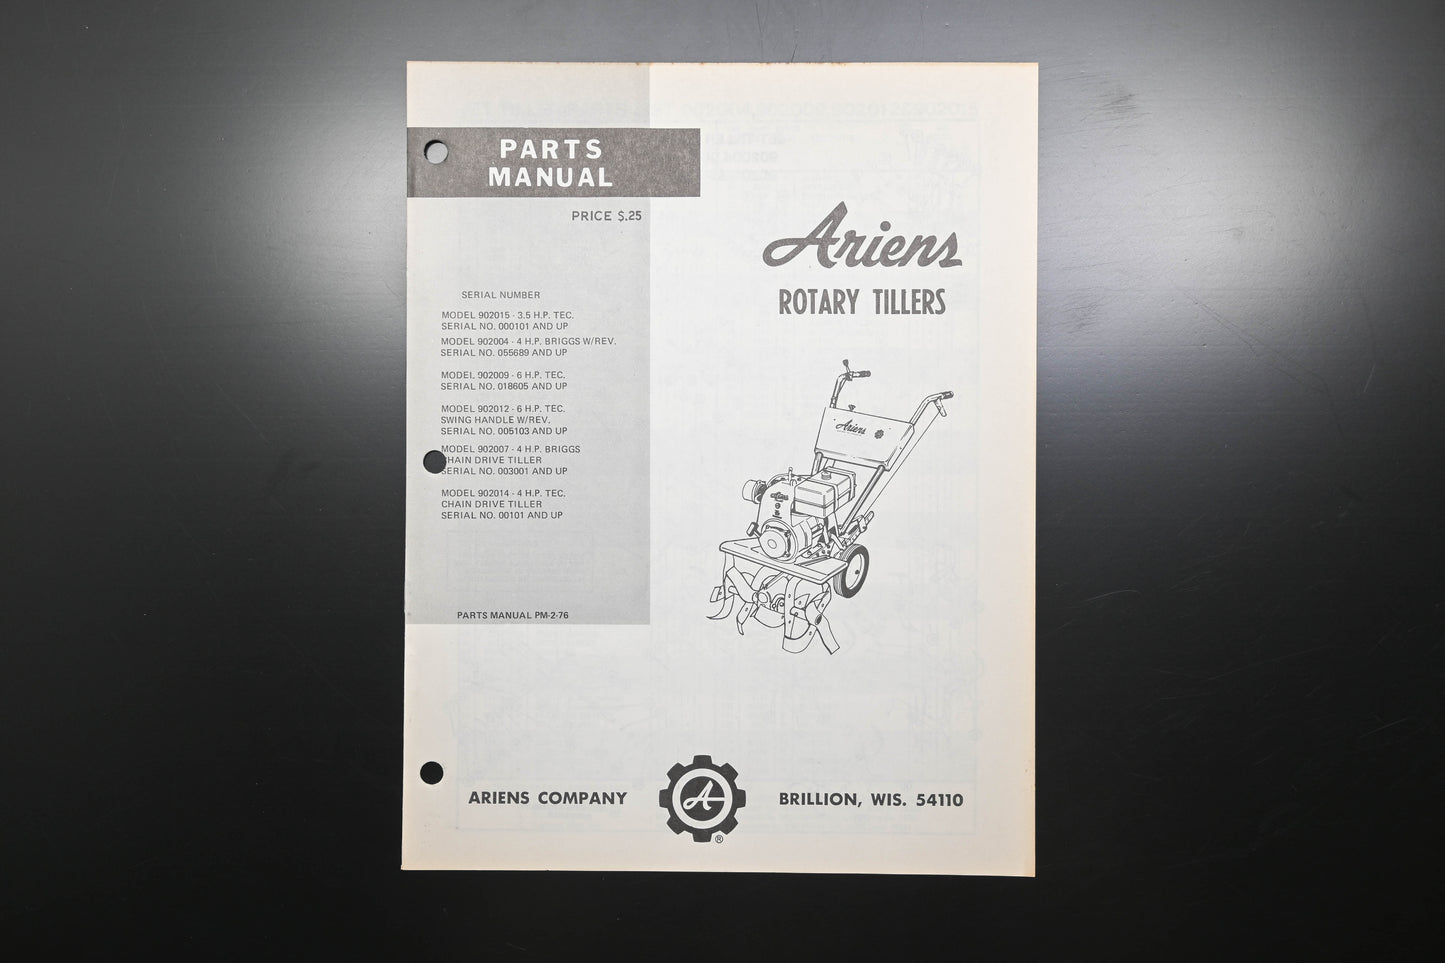 PARTS
MANUAL
PRICE $.25
SERIAL NUMBER
MODEL 902015 - 3.5 H.P. TEC.
SERIAL NO. 000101 AND UP
MODEL 902004 - 4 H.P. BRIGGS W/REV.
SERIAL NO. 055689 AND UP
MODEL 902009 - 6 H.P. TEC.
SERIAL NO. 018605 AND UP
MODEL 902012 - 6 H.P. TEC.
SWING HANDLE W/REV.
SERIAL NO. 005103 AND UP
MODEL 902007 - 4 H.P. BRIGGS
CHAIN DRIVE TILLER
SERIAL NO. 003001 AND UP
MODEL 902014 - 4 H.P. TEC.
CHAIN DRIVE TILLER
SERIAL NO. 00101 AND UP
PARTS MANUAL PM-2-76
Ariens
ROTARY TILLERS
Ariens
ARIENS COMPANY
A
®
BRILLION, WIS. 54110